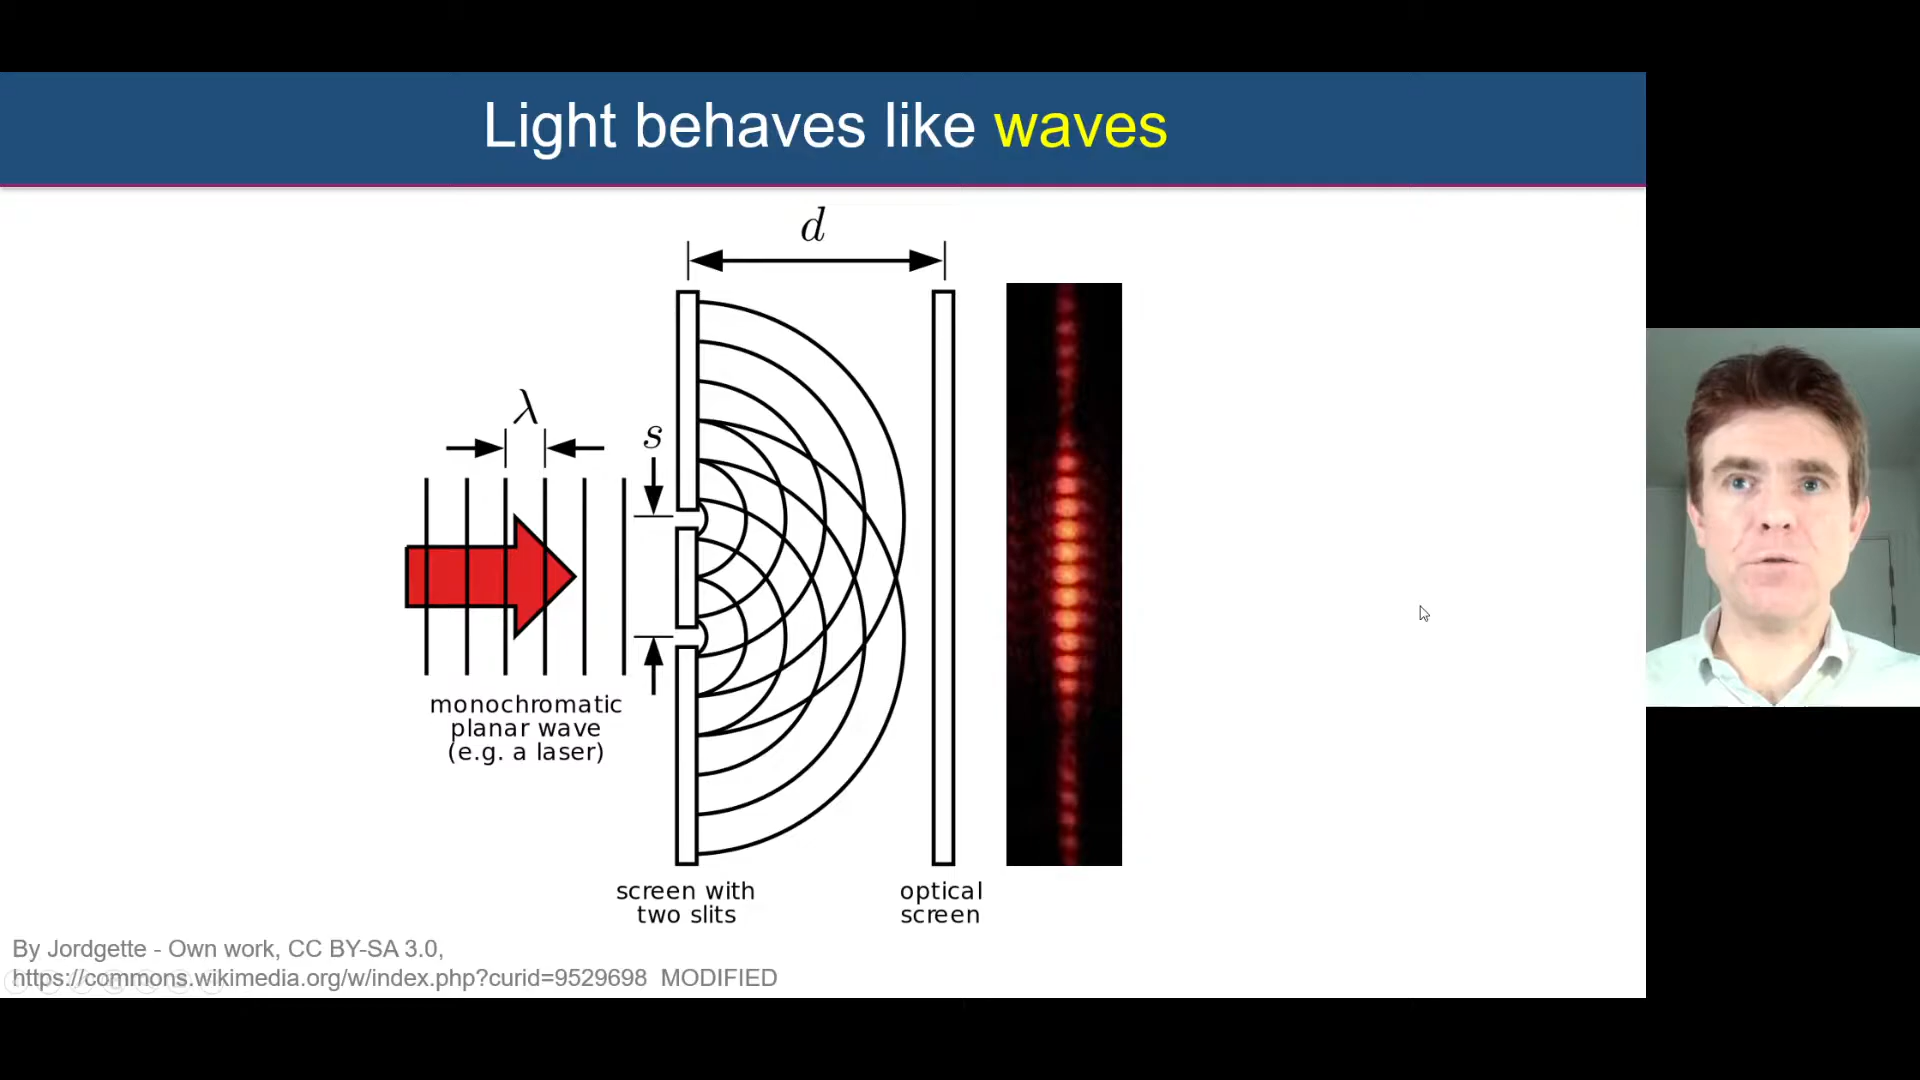 Light behaves like waves
d
λ
s
monochromatic
planar wave
(e.g. a laser)
screen with
two slits
optical
screen
By Jordgette - Own work, CC BY-SA 3.0,
https://commons.wikimedia.org/w/index.php?curid=9529698 MODIFIED